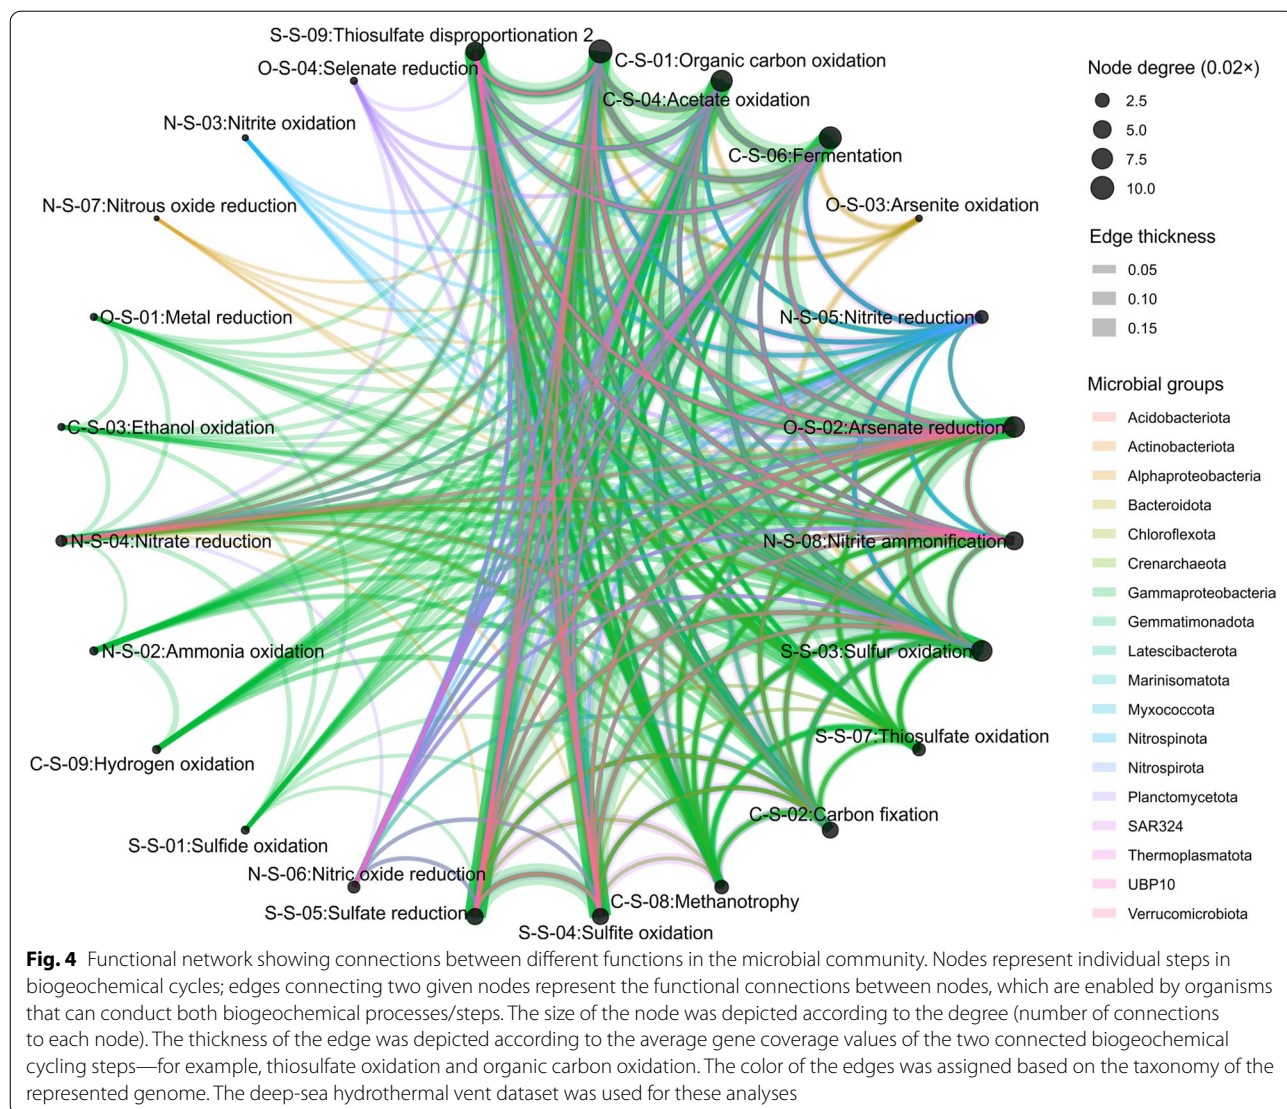 S-S-09:Thiosulfate disproportionation 2
C-S-01:Organic carbon oxidation
O-S-04:Selenate reduction
C-S-04:Acetate oxidation
N-S-03:Nitrite oxidation
C-S-06:Fermentation
N-S-07:Nitrous oxide reduction
O-S-03:Arsenite oxidation
O-S-01:Metal reduction
N-S-05:Nitrite reduction
C-S-03:Ethanol oxidation
O-S-02:Arsenate reduction
N-S-04:Nitrate reduction
N-S-08:Nitrite ammonification
N-S-02:Ammonia oxidation
S-S-03:Sulfur oxidation
S-S-07:Thiosulfate oxidation
C-S-09:Hydrogen oxidation
C-S-02:Carbon fixation
S-S-01:Sulfide oxidation
N-S-06:Nitric oxide reduction
C-S-08:Methanotrophy
S-S-05:Sulfate reduction
S-S-04:Sulfite oxidation
Node degree (0.02×)
2.5
5.0
7.5
10.0
Edge thickness
0.05
0.10
0.15
Microbial groups
Acidobacteriota
Actinobacteriota
Alphaproteobacteria
Bacteroidota
Chloroflexota
Crenarchaeota
Gammaproteobacteria
Gemmatimonadota
Latescibacterota
Marinisomatota
Myxococcota
Nitrospinota
Nitrospirota
Planctomycetota
SAR324
Thermoplasmatota
UBP10
Verrucomicrobiota
Fig. 4 Functional network showing connections between different functions in the microbial community. Nodes represent individual steps in
biogeochemical cycles; edges connecting two given nodes represent the functional connections between nodes, which are enabled by organisms
that can conduct both biogeochemical processes/steps. The size of the node was depicted according to the degree (number of connections
to each node). The thickness of the edge was depicted according to the average gene coverage values of the two connected biogeochemical
cycling steps—for example, thiosulfate oxidation and organic carbon oxidation. The color of the edges was assigned based on the taxonomy of the
represented genome. The deep-sea hydrothermal vent dataset was used for these analyses